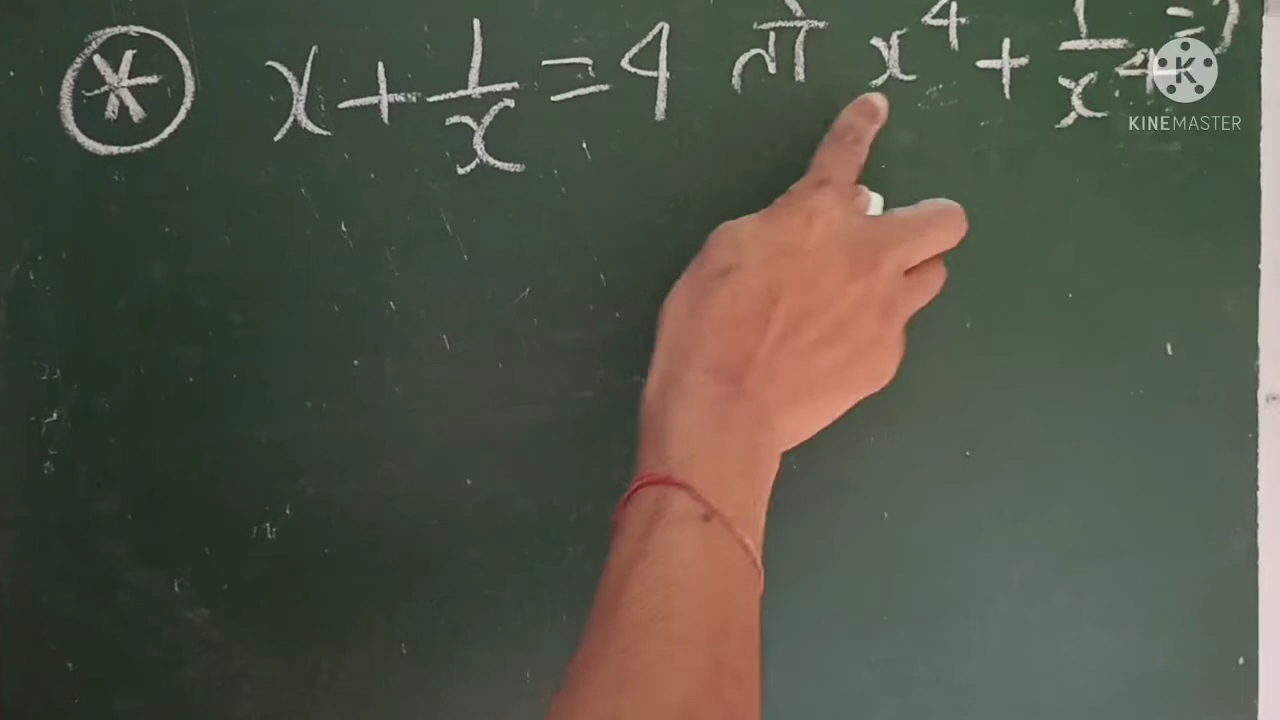 * x + 1/x = 4 तो x⁴ + 1/x⁴ = ?
KINEMASTER